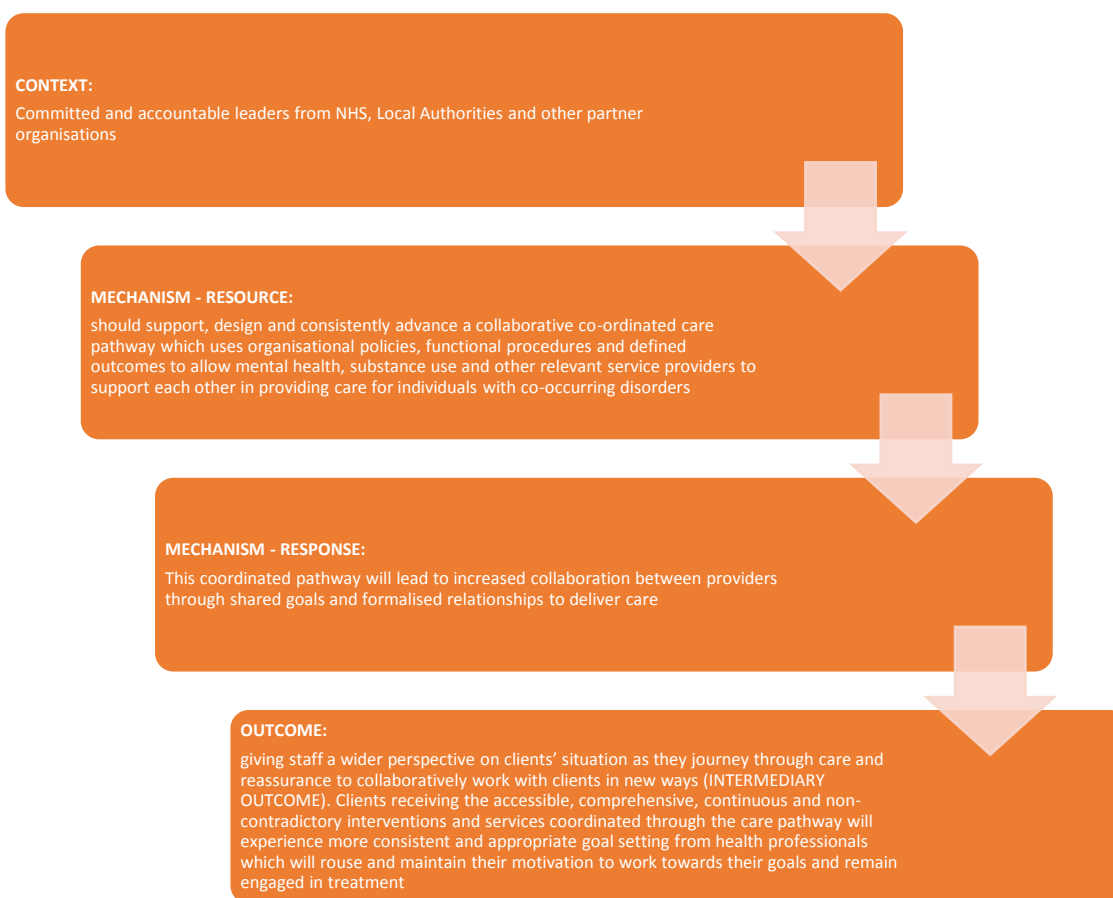 CONTEXT:
Committed and accountable leaders from NHS, Local Authorities and other partner
organisations
MECHANISM - RESOURCE:
should support, design and consistently advance a collaborative co-ordinated care
pathway which uses organisational policies, functional procedures and defined
outcomes to allow mental health, substance use and other relevant service providers to
support each other in providing care for individuals with co-occurring disorders
MECHANISM - RESPONSE:
This coordinated pathway will lead to increased collaboration between providers
through shared goals and formalised relationships to deliver care
OUTCOME:
giving staff a wider perspective on clients’ situation as they journey through care and
reassurance to collaboratively work with clients in new ways (INTERMEDIARY
OUTCOME). Clients receiving the accessible, comprehensive, continuous and non-
contradictory interventions and services coordinated through the care pathway will
experience more consistent and appropriate goal setting from health professionals
which will rouse and maintain their motivation to work towards their goals and remain
engaged in treatment